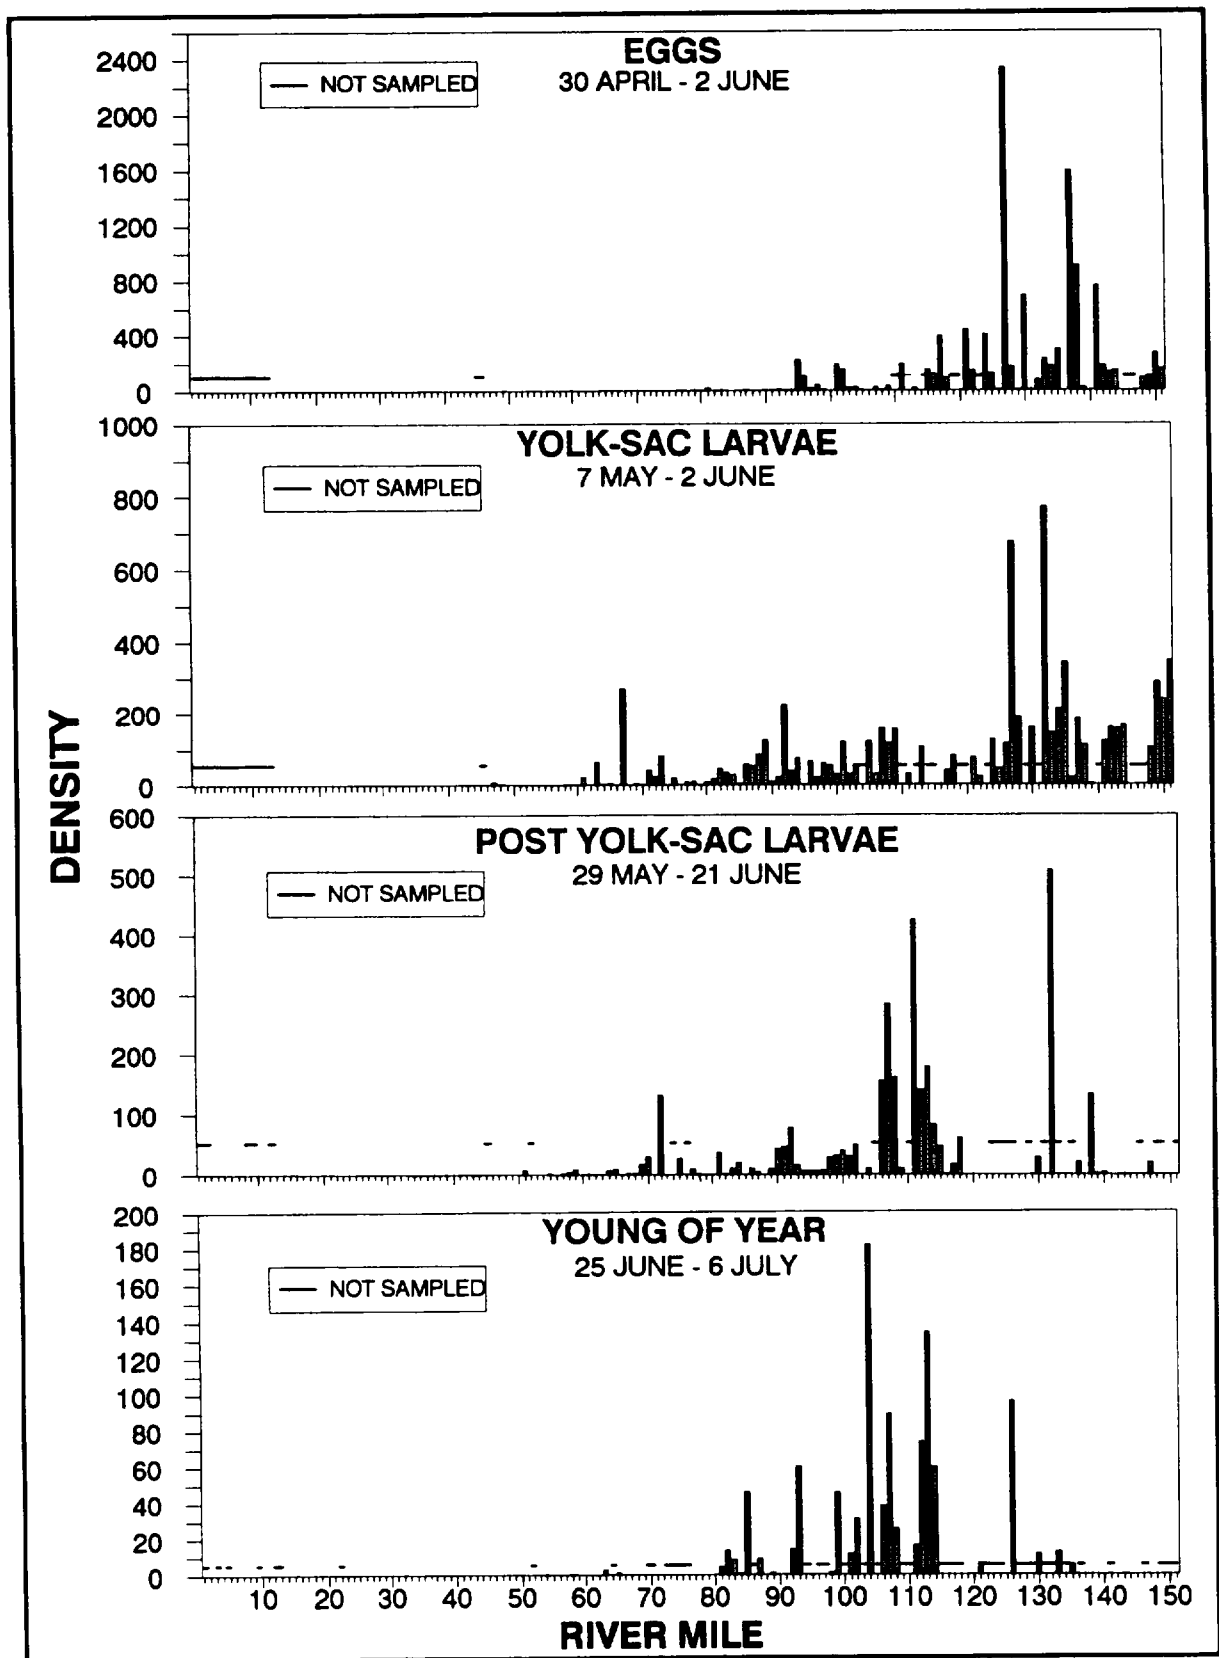 EGGS
30 APRIL - 2 JUNE
NOT SAMPLED
2400
2000
1600
1200
800
400
0
YOLK-SAC LARVAE
7 MAY - 2 JUNE
NOT SAMPLED
1000
800
600
400
200
0
DENSITY
POST YOLK-SAC LARVAE
29 MAY - 21 JUNE
NOT SAMPLED
600
500
400
300
200
100
0
YOUNG OF YEAR
25 JUNE - 6 JULY
NOT SAMPLED
200
180
160
140
120
100
80
60
40
20
0
10 20 30 40 50 60 70 80 90 100 110 120 130 140 150
RIVER MILE